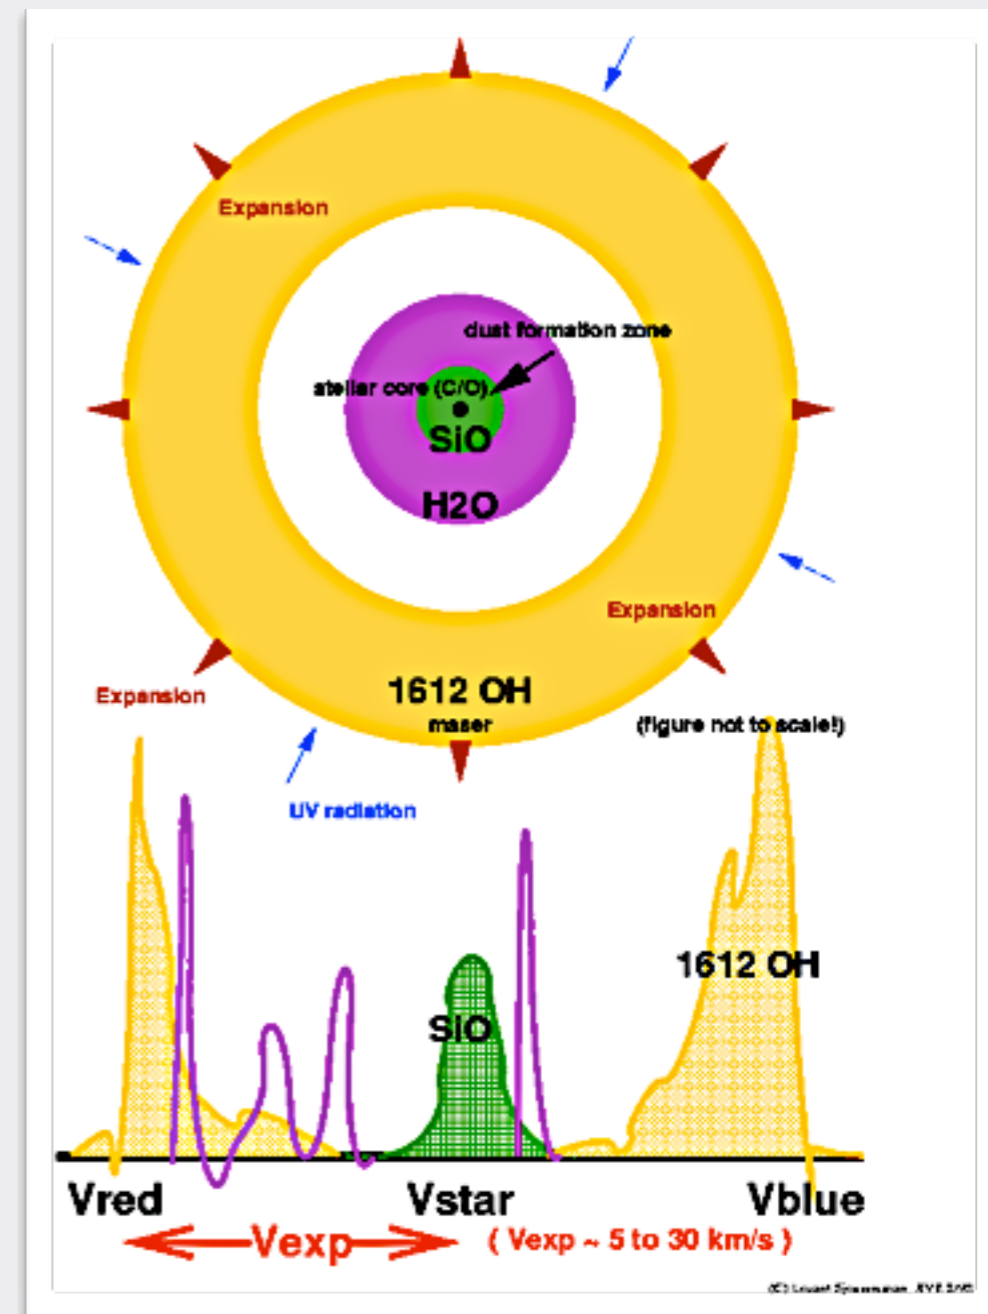 Expansion
dust formation zone
stellar core (C/O)
SiO
H2O
Expansion
1612 OH
maser
Expansion
(figure not to scale!)
UV radiation
1612 OH
SiO
Vred
Vstar
Vblue
Vexp
( Vexp ~ 5 to 30 km/s )
(C)